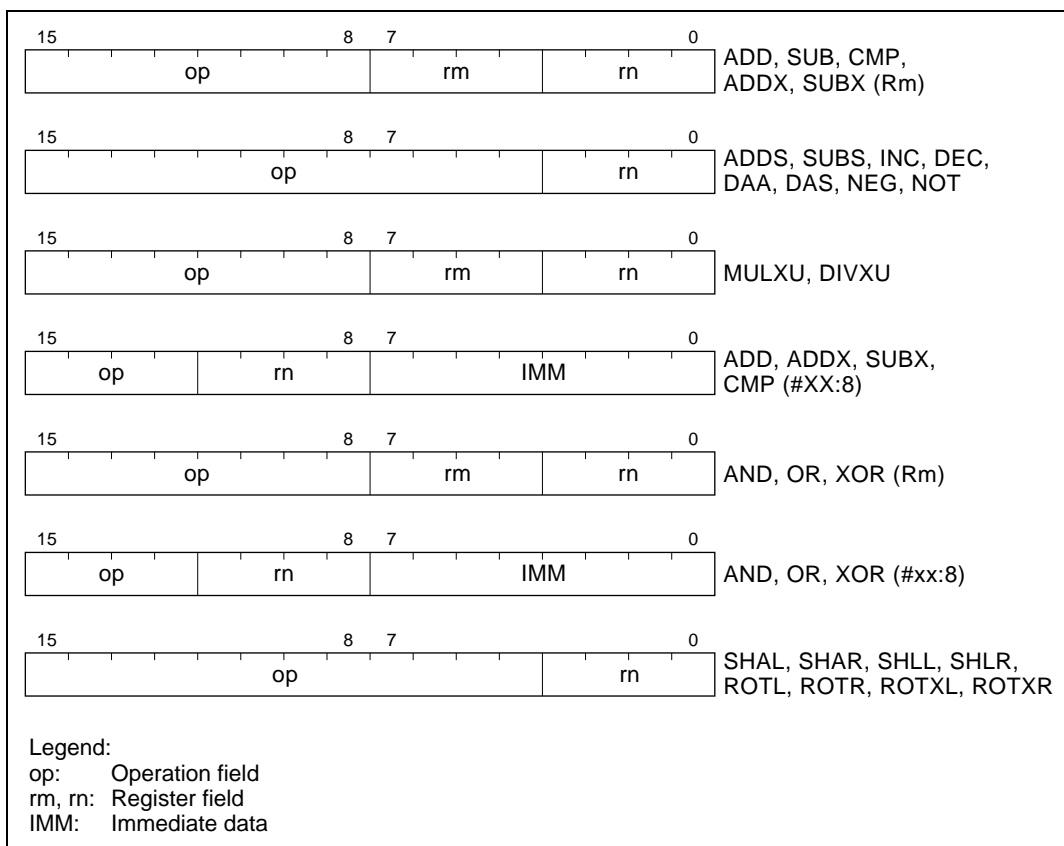 15 8 7 0
op rm rn
ADD, SUB, CMP,
ADDX, SUBX (Rm)
15 8 7 0
op rn
ADDS, SUBS, INC, DEC,
DAA, DAS, NEG, NOT
15 8 7 0
op rm rn
MULXU, DIVXU
15 8 7 0
op rn IMM
ADD, ADDX, SUBX,
CMP (#XX:8)
15 8 7 0
op rm rn
AND, OR, XOR (Rm)
15 8 7 0
op rn IMM
AND, OR, XOR (#xx:8)
15 8 7 0
op rn
SHAL, SHAR, SHLL, SHLR,
ROTL, ROTR, ROTXL, ROTXR
Legend:
op: Operation field
rm, rn: Register field
IMM: Immediate data